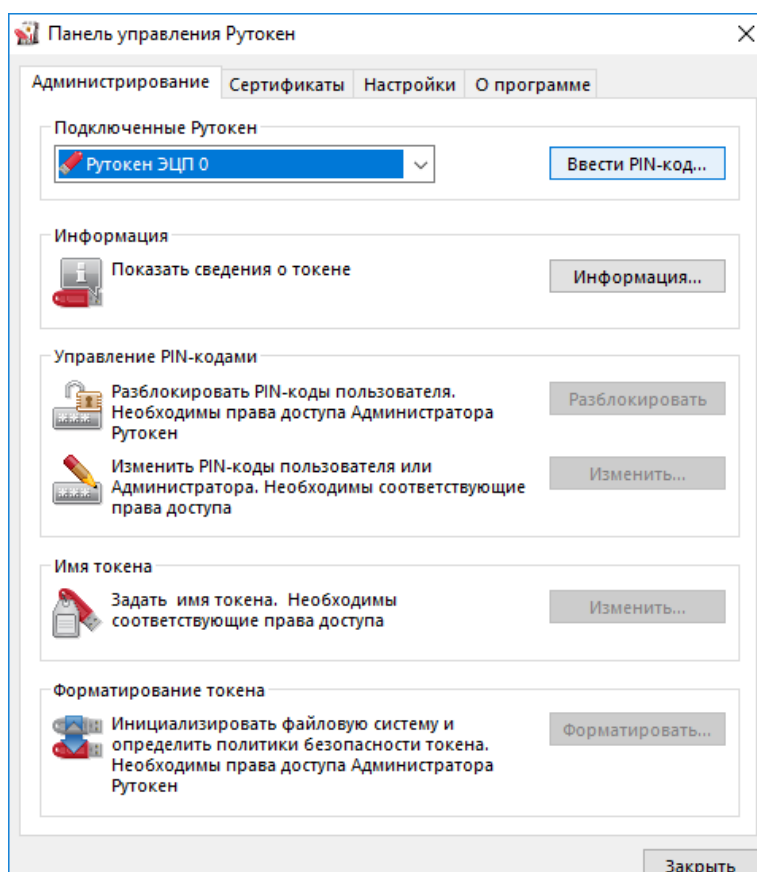 Панель управления Рутокен
Администрирование Сертификаты Настройки О программе
Подключенные Рутокен
Рутокен ЭЦП 0
Ввести PIN-код...
Информация
Показать сведения о токене
Информация...
Управление PIN-кодами
Разблокировать PIN-коды пользователя.
Необходимы права доступа Администратора
Рутокен
Разблокировать
Изменить PIN-коды пользователя или
Администратора. Необходимы соответствующие
права доступа
Изменить...
Имя токена
Задать имя токена. Необходимы
соответствующие права доступа
Изменить...
Форматирование токена
Инициализировать файловую систему и
определить политики безопасности токена.
Необходимы права доступа Администратора
Рутокен
Форматировать...
Закрыть